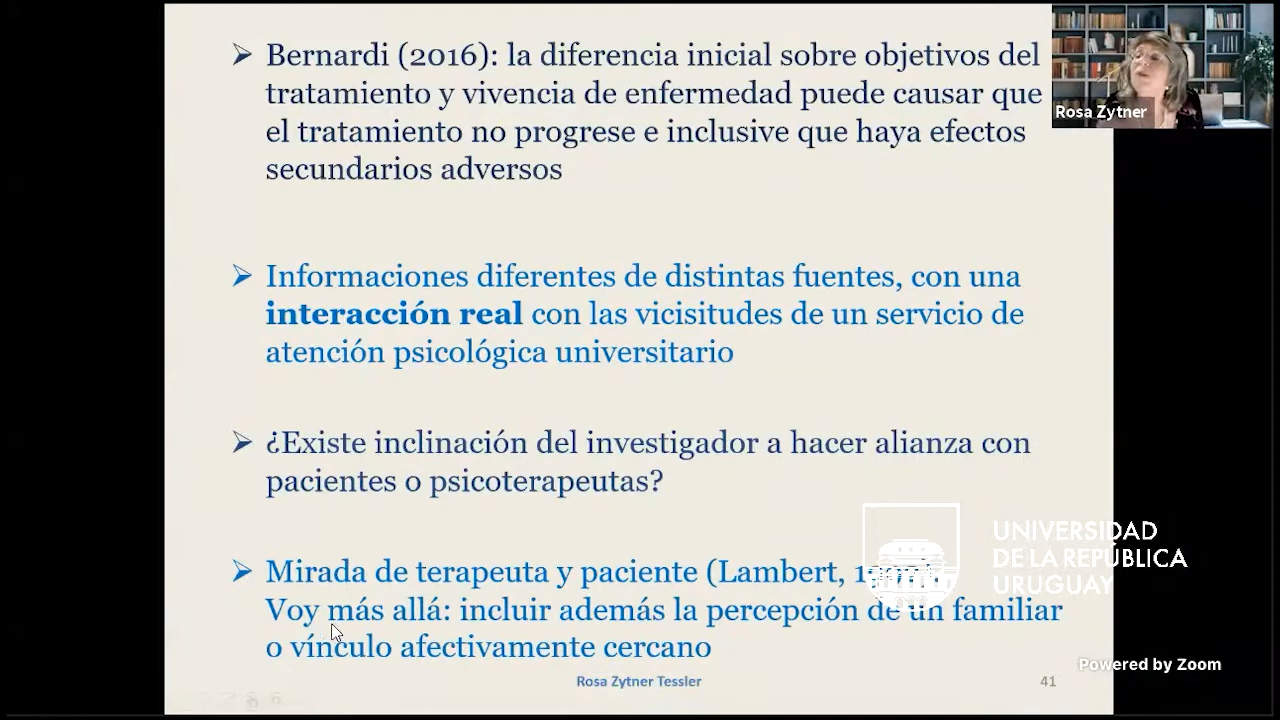 ➢ Bernardi (2016): la diferencia inicial sobre objetivos del
tratamiento y vivencia de enfermedad puede causar que
el tratamiento no progrese e inclusive que haya efectos
secundarios adversos
➢ Informaciones diferentes de distintas fuentes, con una
interacción real con las vicisitudes de un servicio de
atención psicológica universitario
➢ ¿Existe inclinación del investigador a hacer alianza con
pacientes o psicoterapeutas?
➢ Mirada de terapeuta y paciente (Lambert,
Voy más allá: incluir además la percepción de un familiar
o vínculo afectivamente cercano
Rosa Zytner Tessler
41
Rosa Zytner
UNIVERSIDAD
DE LA REPÚBLICA
URUGUAY
Powered by Zoom